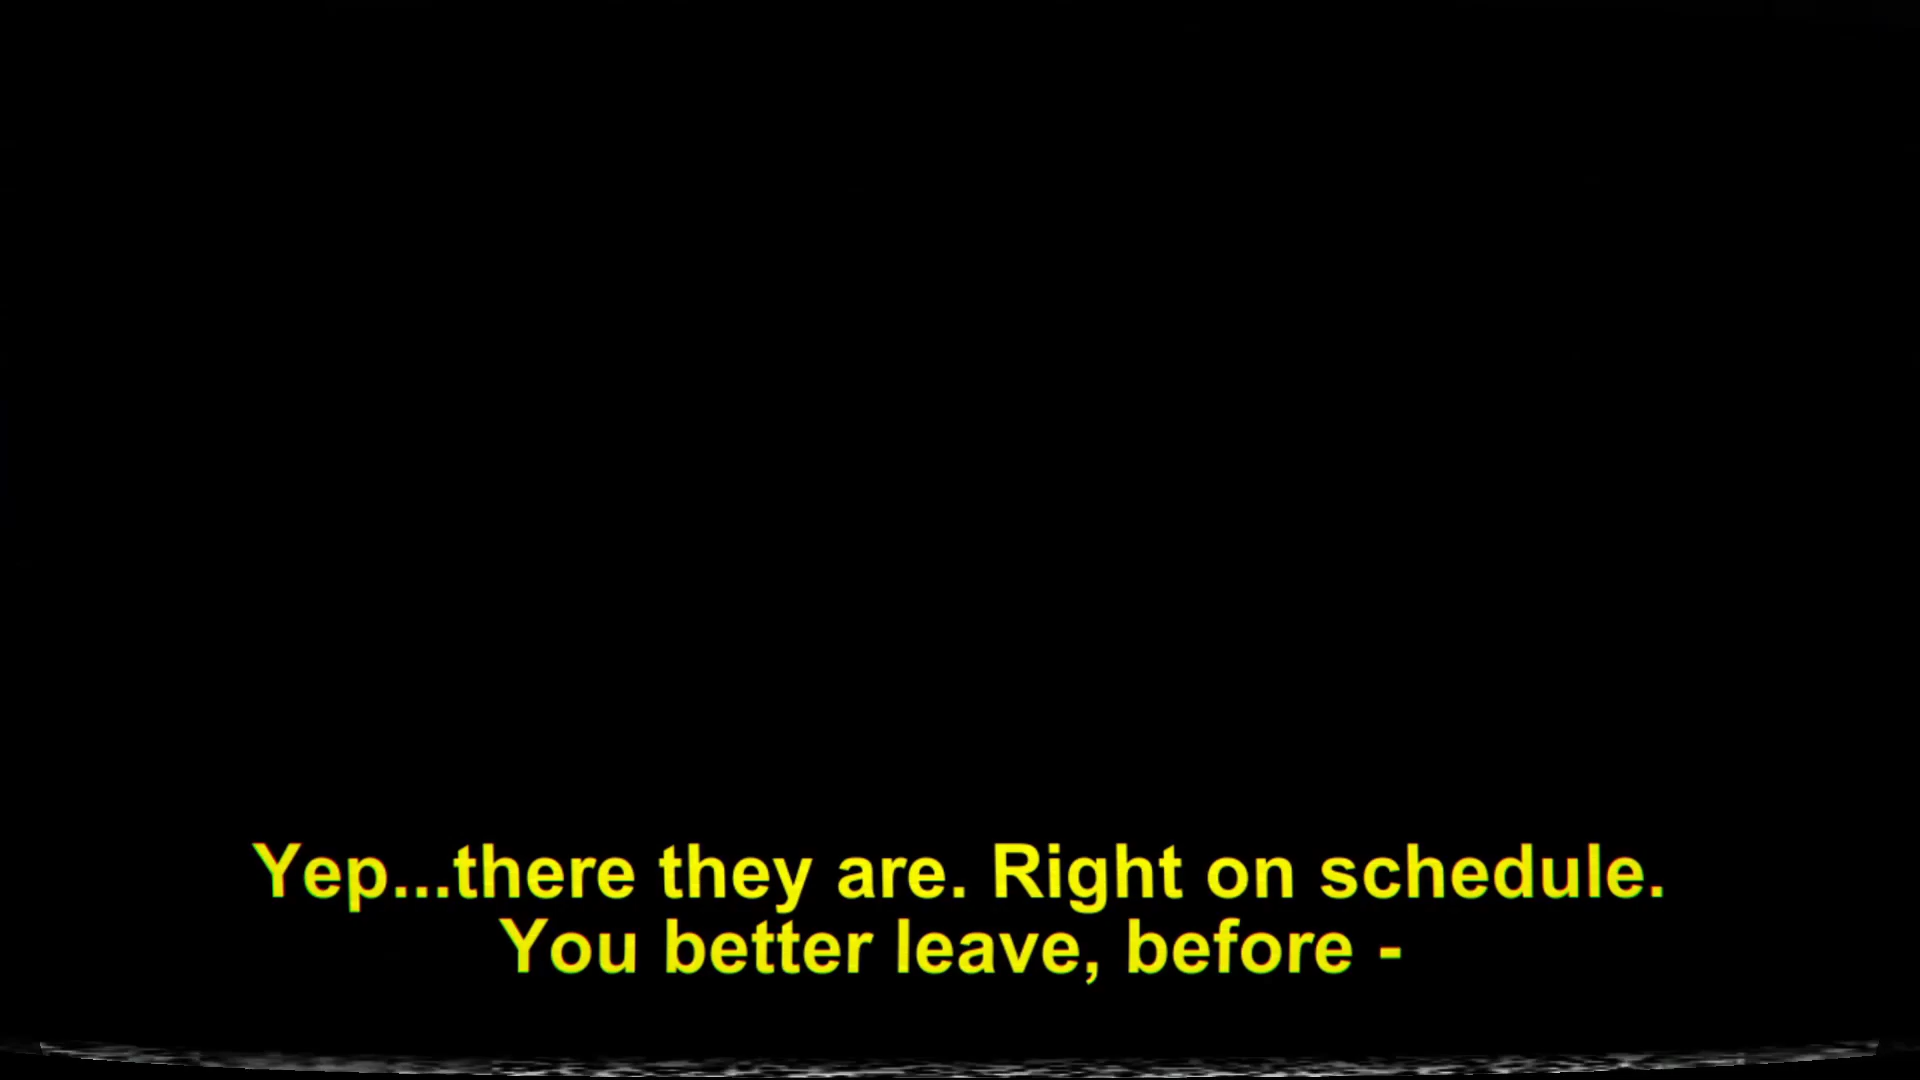 Yep...there they are. Right on schedule.
You better leave, before -